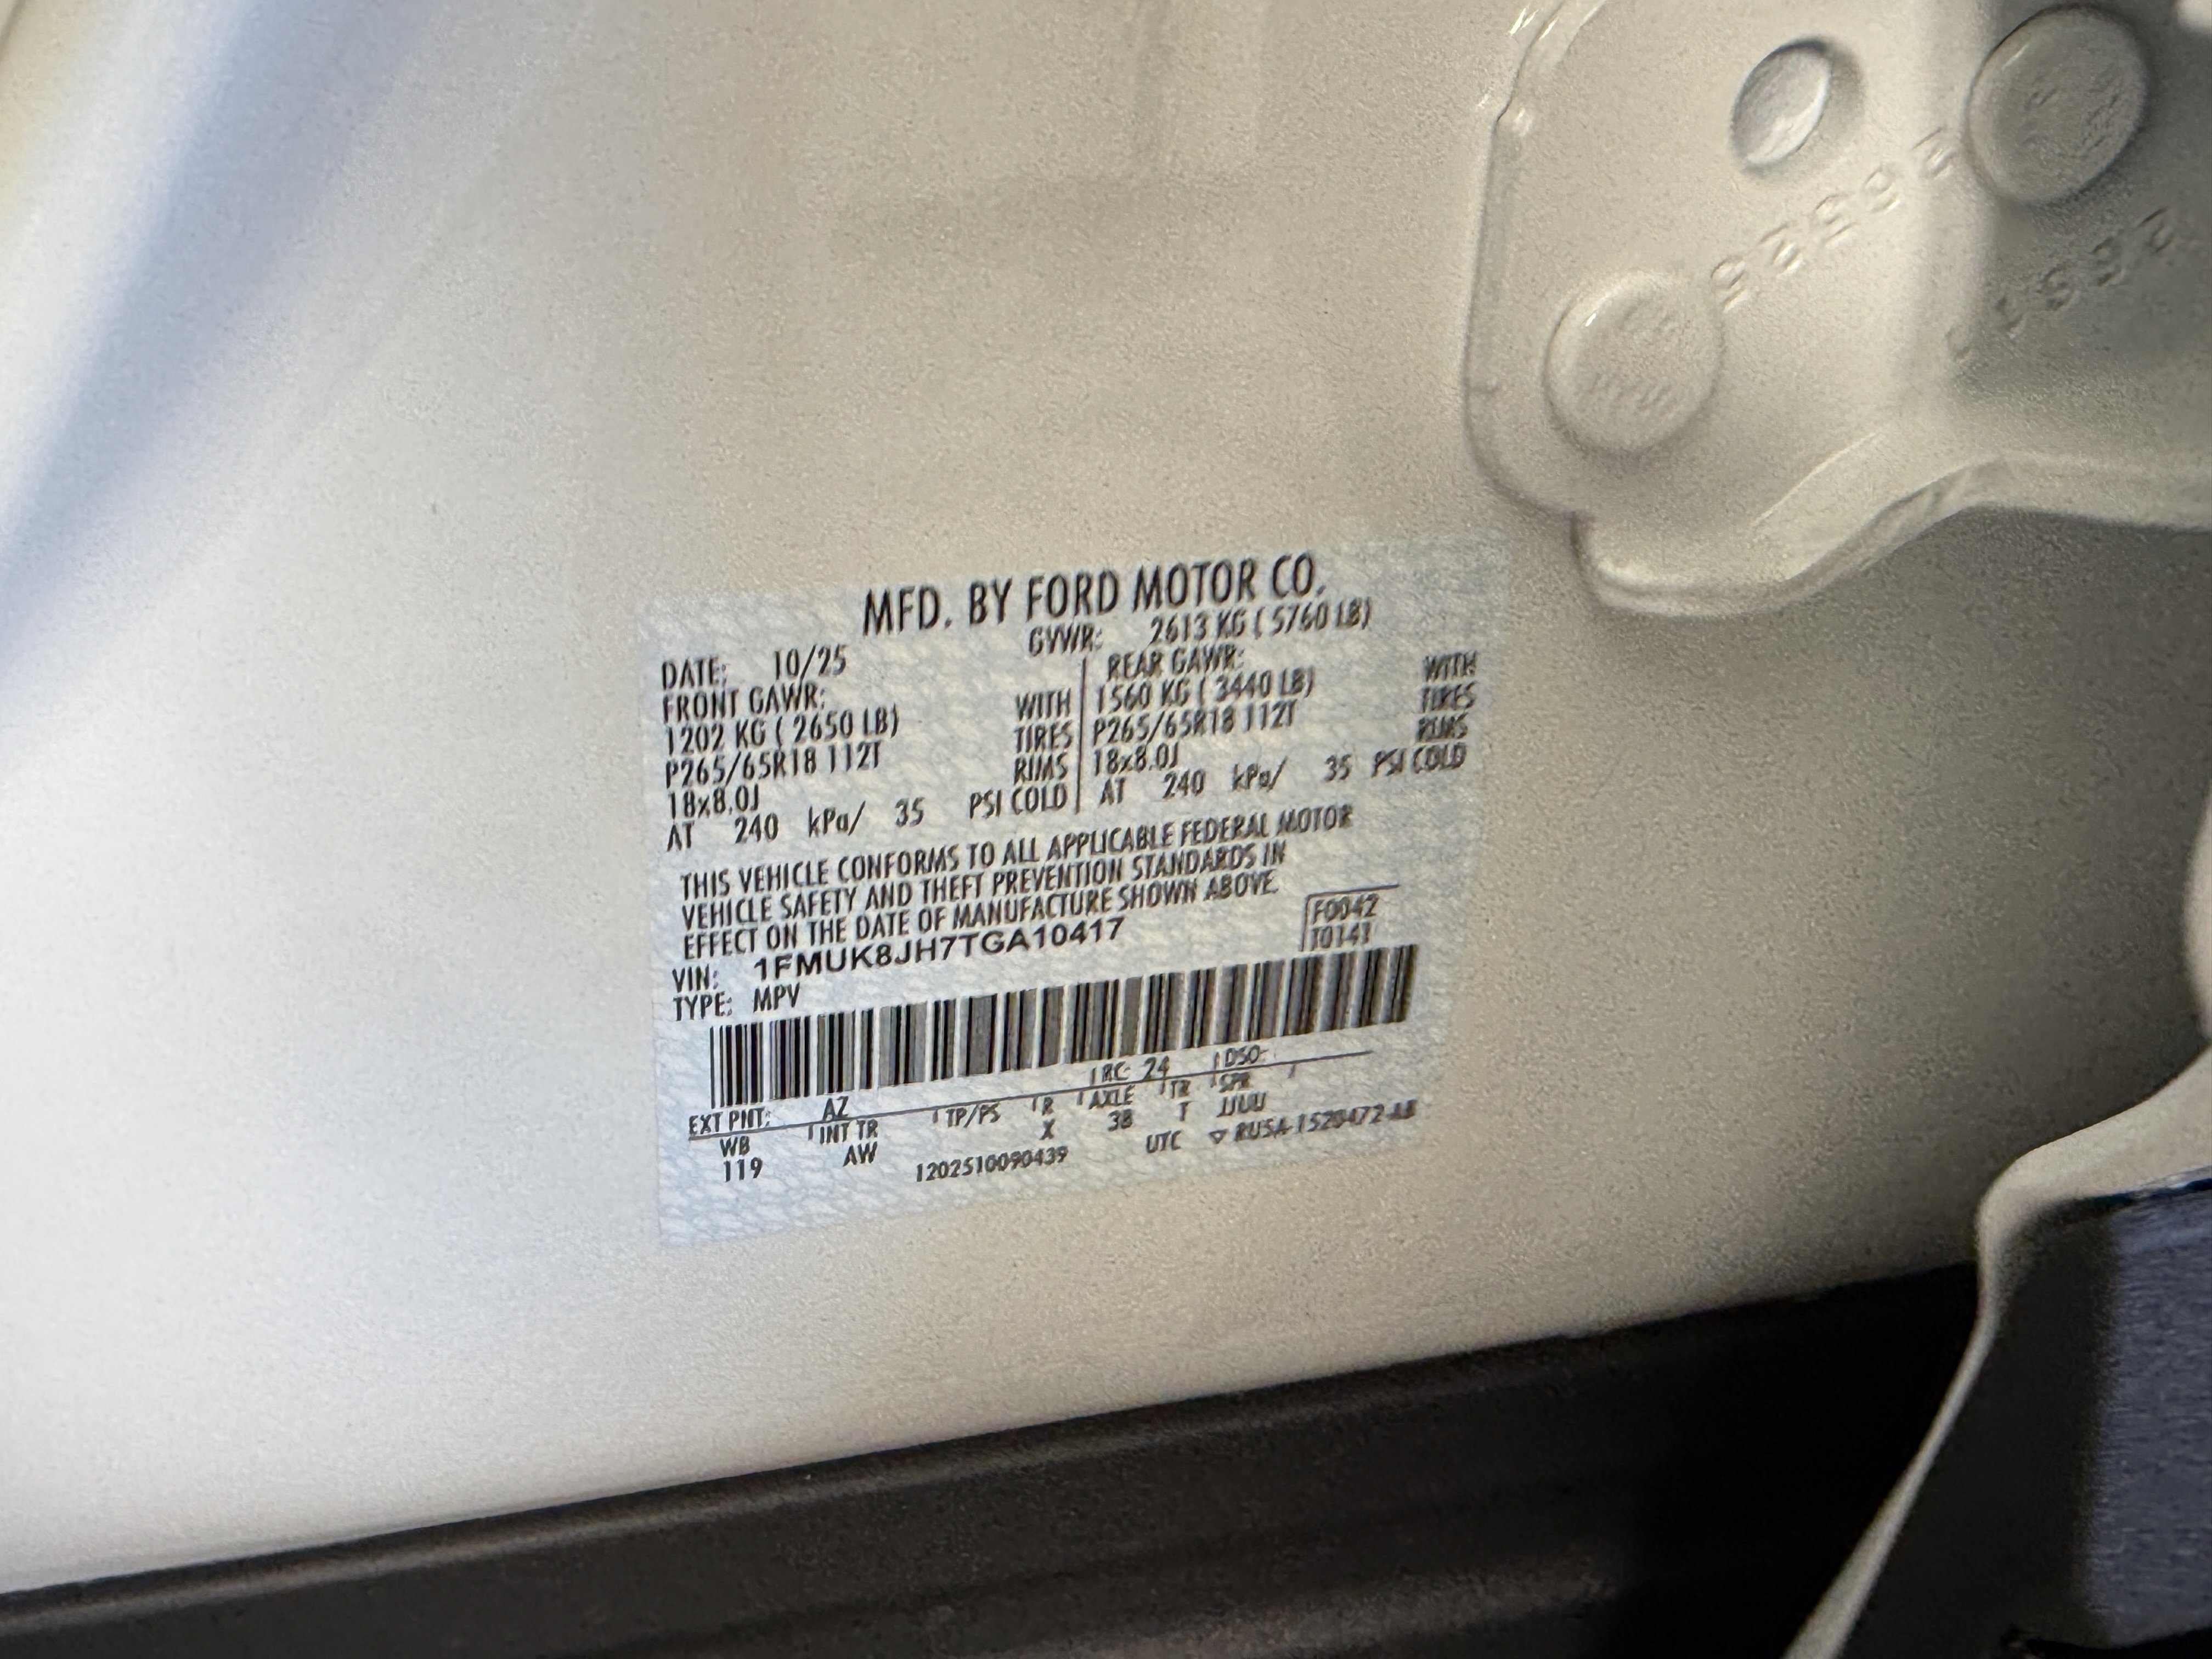 MFD. BY FORD MOTOR CO.
DATE: 10/25 GVWR: 2613 KG ( 5760 LB)
FRONT GAWR: REAR GAWR:
1202 KG ( 2650 LB) WITH 1560 KG ( 3440 LB) WITH
P265/65R18 112T TIRES P265/65R18 112T TIRES
18x8.0J RIMS 18x8.0J RIMS
AT 240 kPa/ 35 PSI COLD AT 240 kPa/ 35 PSI COLD
THIS VEHICLE CONFORMS TO ALL APPLICABLE FEDERAL MOTOR
VEHICLE SAFETY AND THEFT PREVENTION STANDARDS IN
EFFECT ON THE DATE OF MANUFACTURE SHOWN ABOVE.
VIN: 1FMUK8JH7TGA10417 F0042
TYPE: MPV T0141
EXT PNT: AZ RC: 24 DSO:
WB INT TR TP/PS R AXLE TR SPR
119 AW X 38 T JJUU
1202510090439 UTC ▽ RUSA-1520472-AB